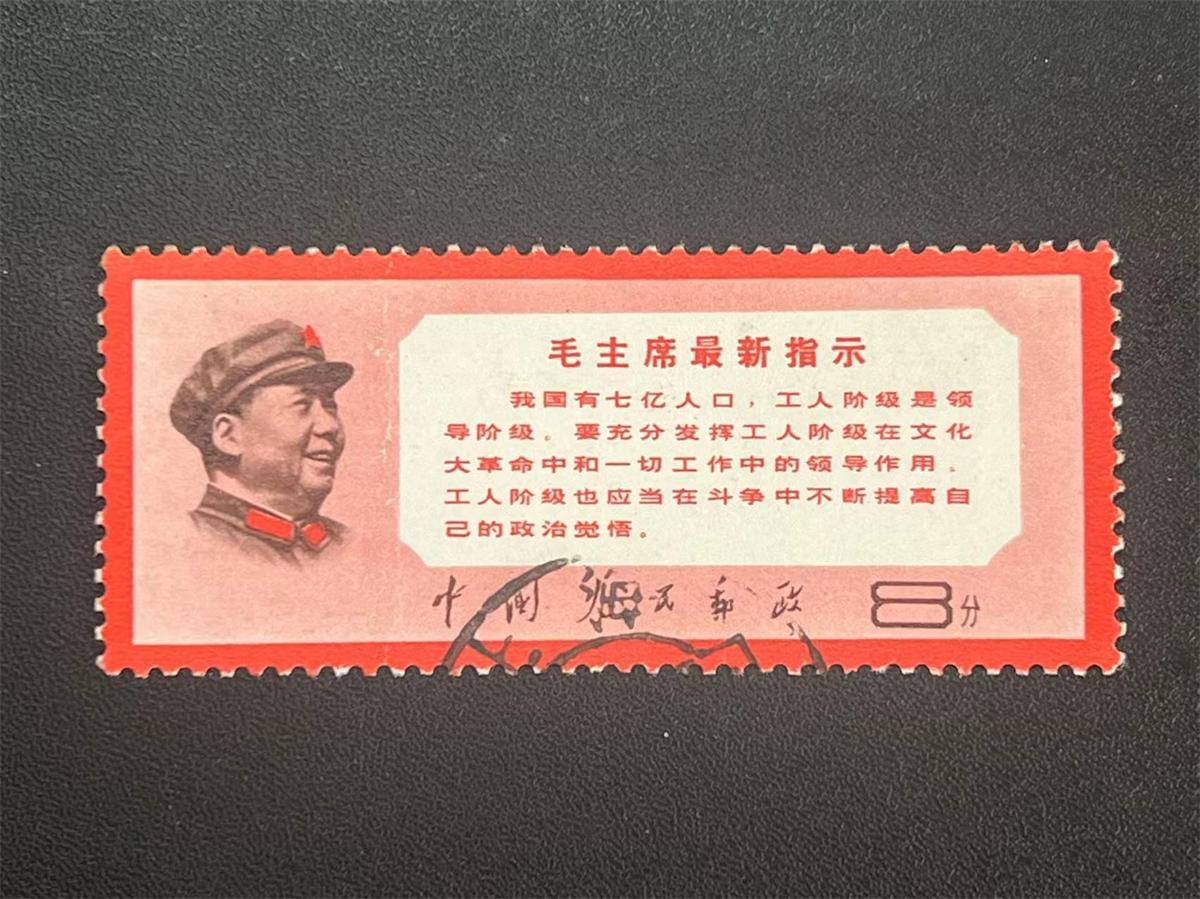 毛主席最新指示
我国有七亿人口，工人阶级是领
导阶级。要充分发挥工人阶级在文化
大革命中和一切工作中的领导作用。
工人阶级也应当在斗争中不断提高自
己的政治觉悟。
中国人民邮政 8分